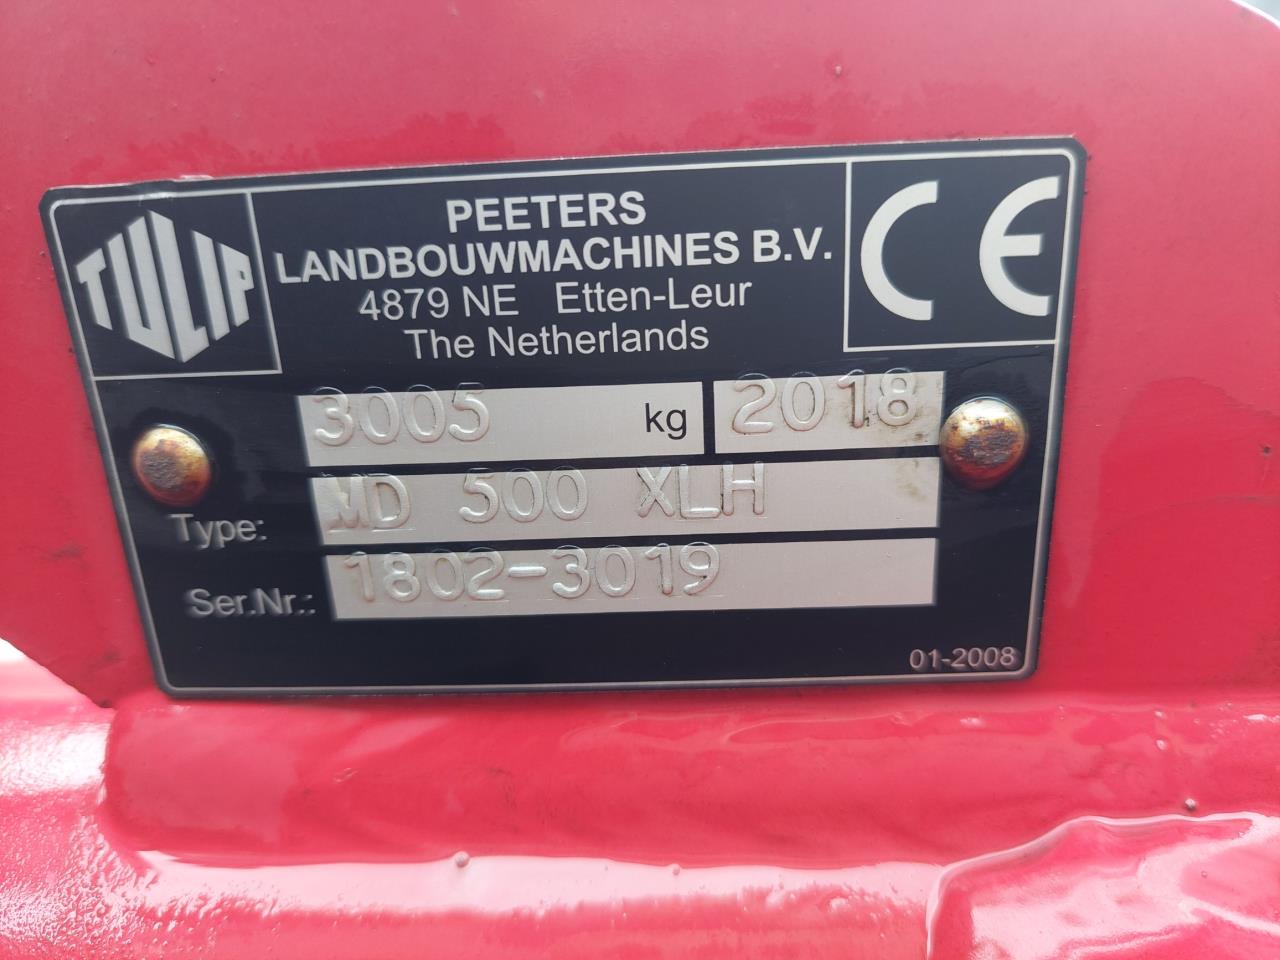 TULIP
PEETERS
LANDBOUWMACHINES B.V.
4879 NE Etten-Leur
The Netherlands
CE
3005 kg 2018
Type: MD 500 XLH
Ser.Nr.: 1802-3019
01-2008